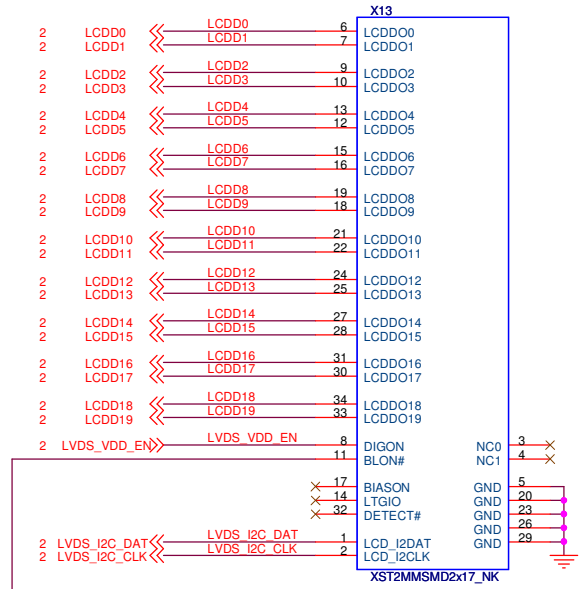 X13
2 LCDD0 LCDD0 6 LCDDO0
2 LCDD1 LCDD1 7 LCDDO1
2 LCDD2 LCDD2 9 LCDDO2
2 LCDD3 LCDD3 10 LCDDO3
2 LCDD4 LCDD4 13 LCDDO4
2 LCDD5 LCDD5 12 LCDDO5
2 LCDD6 LCDD6 15 LCDDO6
2 LCDD7 LCDD7 16 LCDDO7
2 LCDD8 LCDD8 19 LCDDO8
2 LCDD9 LCDD9 18 LCDDO9
2 LCDD10 LCDD10 21 LCDDO10
2 LCDD11 LCDD11 22 LCDDO11
2 LCDD12 LCDD12 24 LCDDO12
2 LCDD13 LCDD13 25 LCDDO13
2 LCDD14 LCDD14 27 LCDDO14
2 LCDD15 LCDD15 28 LCDDO15
2 LCDD16 LCDD16 31 LCDDO16
2 LCDD17 LCDD17 30 LCDDO17
2 LCDD18 LCDD18 34 LCDDO18
2 LCDD19 LCDD19 33 LCDDO19
2 LVDS_VDD_EN LVDS_VDD_EN 8 DIGON NC0 3
11 BLON# NC1 4
17 BIASON GND 5
14 LTGIO GND 20
32 DETECT# GND 23
GND 26
2 LVDS_I2C_DAT LVDS_I2C_DAT 1 LCD_I2DAT GND 29
2 LVDS_I2C_CLK LVDS_I2C_CLK 2 LCD_I2CLK
XST2MMSMD2x17_NK